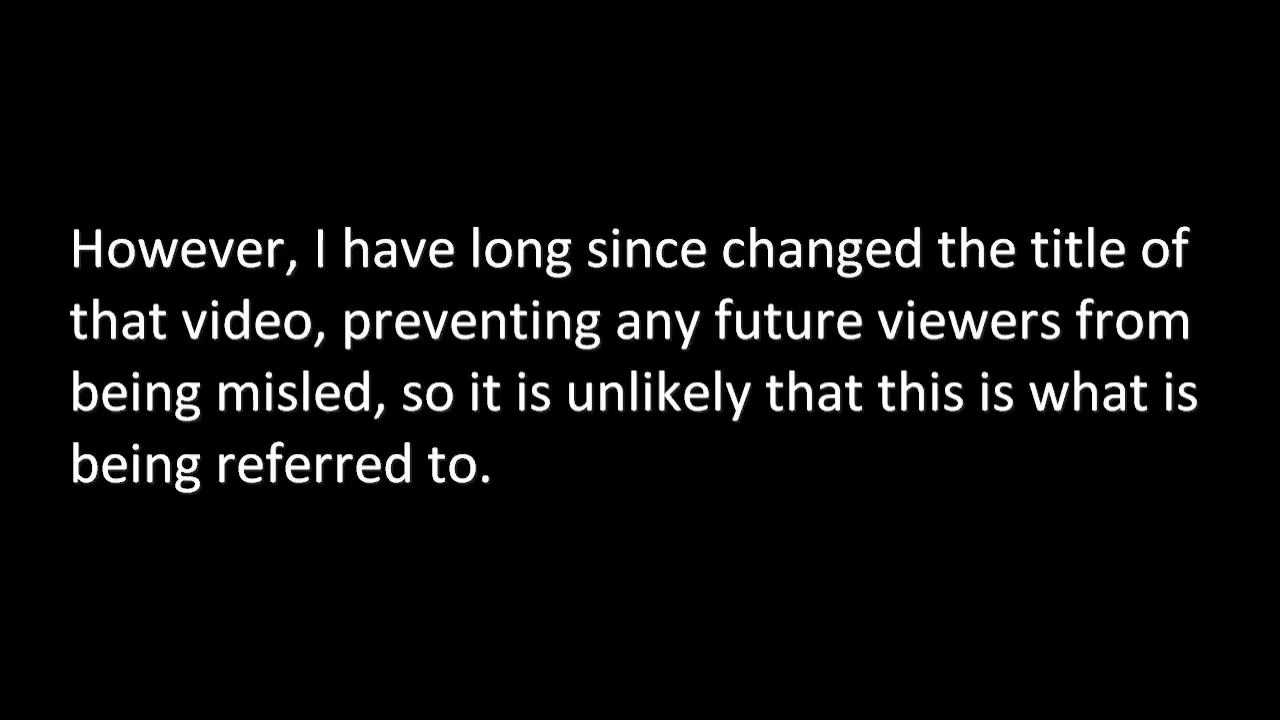 However, I have long since changed the title of
that video, preventing any future viewers from
being misled, so it is unlikely that this is what is
being referred to.